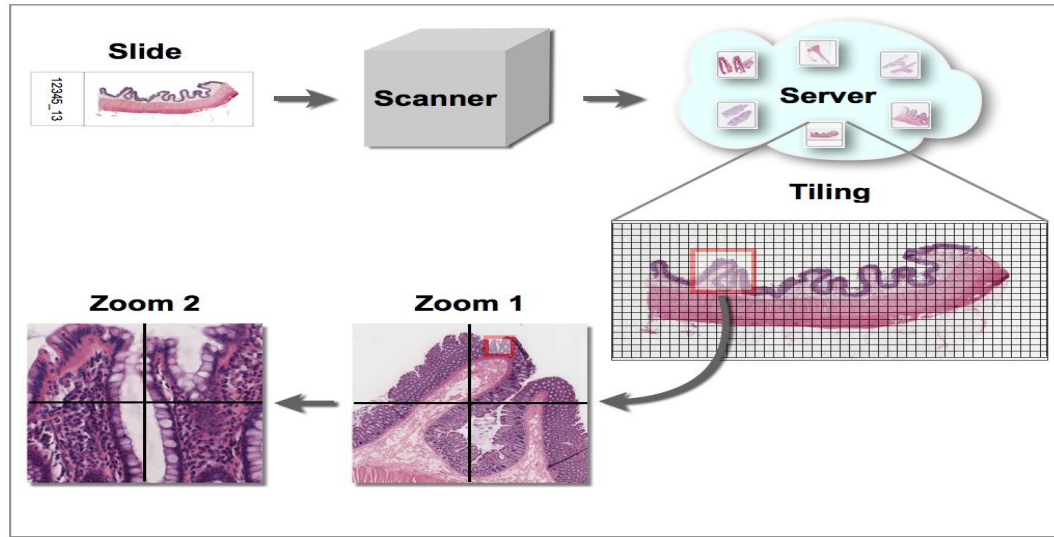 Slide
12345_13
Scanner
Server
Tiling
Zoom 2
Zoom 1